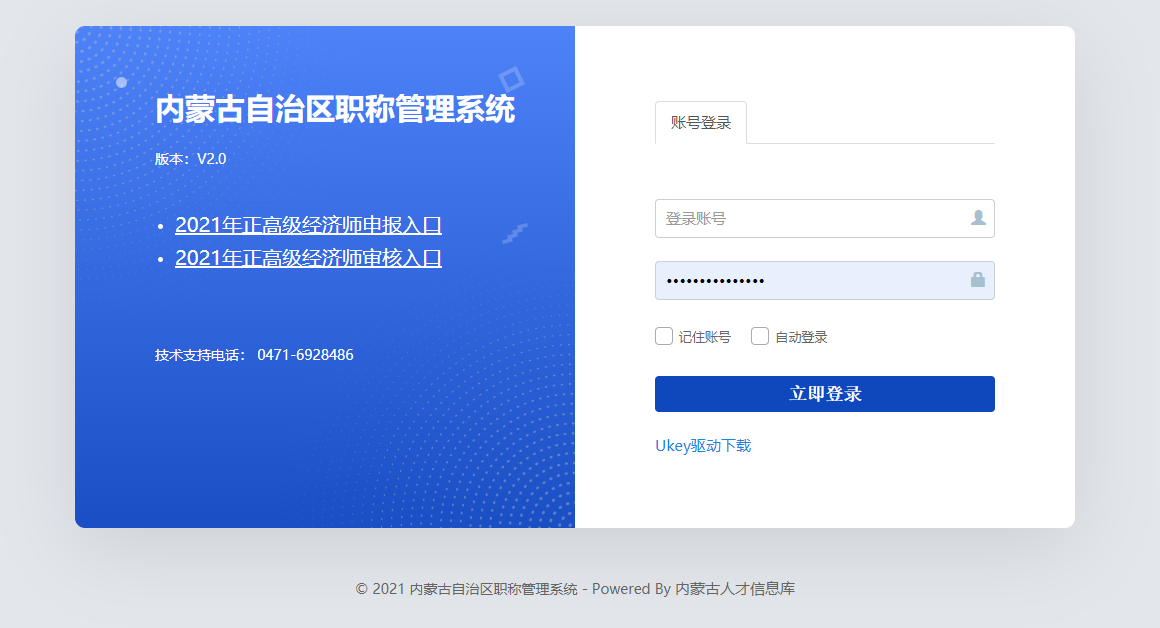 内蒙古自治区职称管理系统
版本：V2.0
2021年正高级经济师申报入口
2021年正高级经济师审核入口
技术支持电话： 0471-6928486
账号登录
登录账号
•••••••••••••••
记住账号 自动登录
立即登录
Ukey驱动下载
© 2021 内蒙古自治区职称管理系统 - Powered By 内蒙古人才信息库